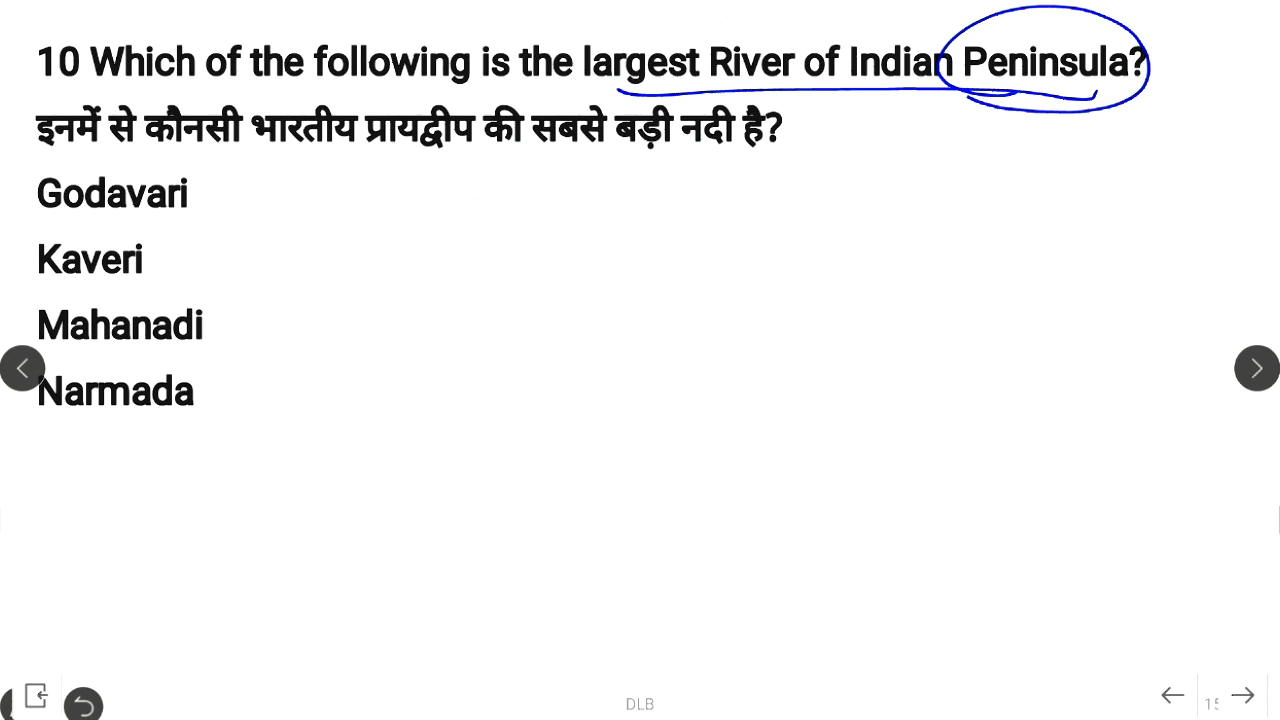 10 Which of the following is the largest River of Indian Peninsula?
इनमें से कौनसी भारतीय प्रायद्वीप की सबसे बड़ी नदी है?
Godavari
Kaveri
Mahanadi
Narmada
DLB